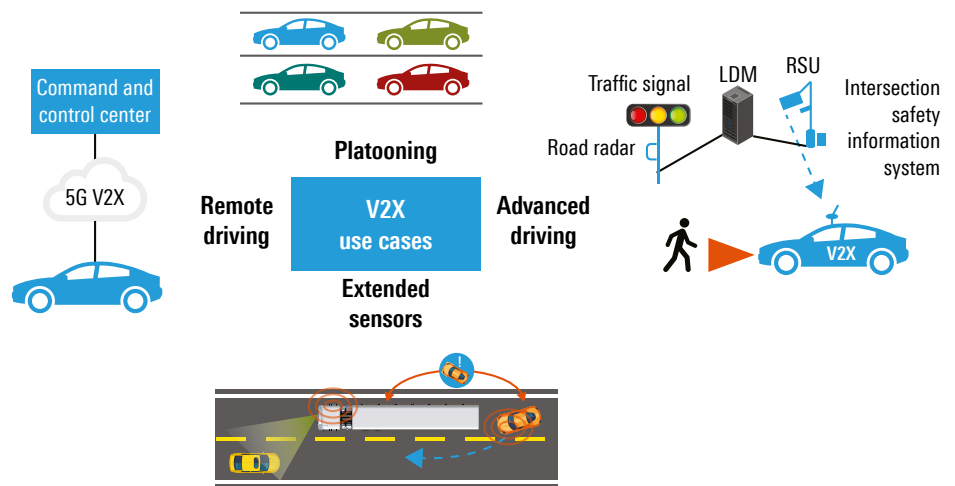 Command and
control center
5G V2X
Platooning
Remote
driving
V2X
use cases
Advanced
driving
Extended
sensors
!
Traffic signal
LDM
RSU
Road radar
Intersection
safety
information
system
V2X